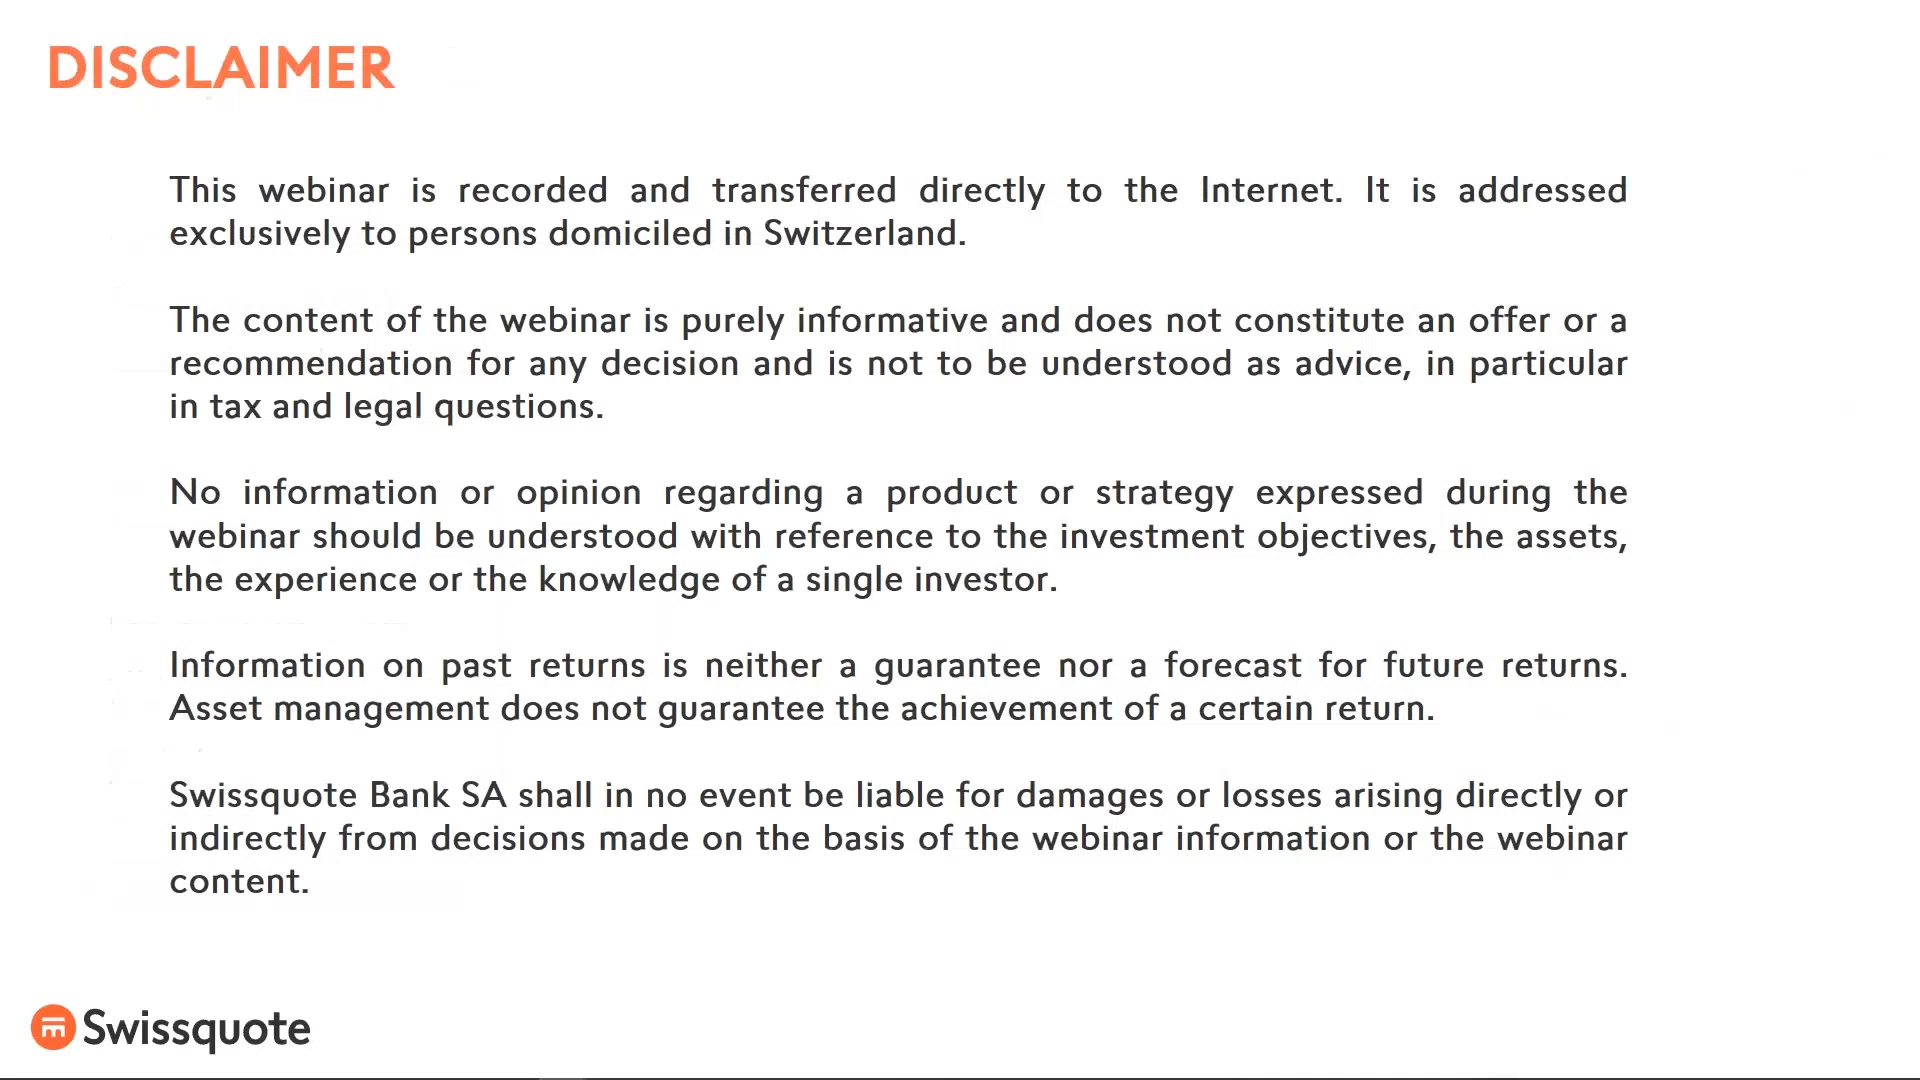 DISCLAIMER
This webinar is recorded and transferred directly to the Internet. It is addressed
exclusively to persons domiciled in Switzerland.
The content of the webinar is purely informative and does not constitute an offer or a
recommendation for any decision and is not to be understood as advice, in particular
in tax and legal questions.
No information or opinion regarding a product or strategy expressed during the
webinar should be understood with reference to the investment objectives, the assets,
the experience or the knowledge of a single investor.
Information on past returns is neither a guarantee nor a forecast for future returns.
Asset management does not guarantee the achievement of a certain return.
Swissquote Bank SA shall in no event be liable for damages or losses arising directly or
indirectly from decisions made on the basis of the webinar information or the webinar
content.
Swissquote